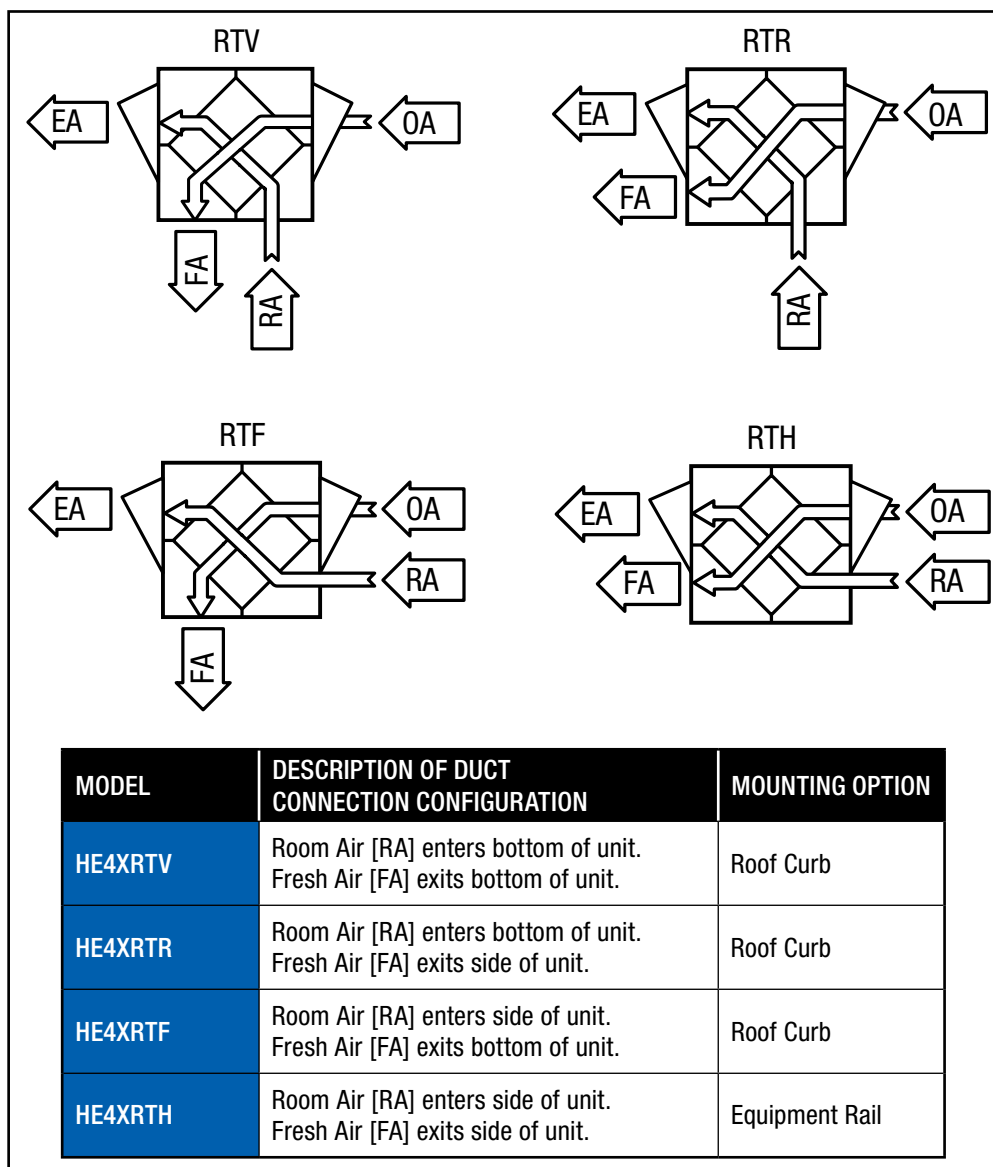 RTV
EA
OA
FA
RA
RTR
EA
OA
FA
RA
RTF
EA
OA
RA
FA
RTH
EA
OA
FA
RA
MODEL
DESCRIPTION OF DUCT
CONNECTION CONFIGURATION
MOUNTING OPTION
HE4XRTV
Room Air [RA] enters bottom of unit.
Fresh Air [FA] exits bottom of unit.
Roof Curb
HE4XRTR
Room Air [RA] enters bottom of unit.
Fresh Air [FA] exits side of unit.
Roof Curb
HE4XRTF
Room Air [RA] enters side of unit.
Fresh Air [FA] exits bottom of unit.
Roof Curb
HE4XRTH
Room Air [RA] enters side of unit.
Fresh Air [FA] exits side of unit.
Equipment Rail